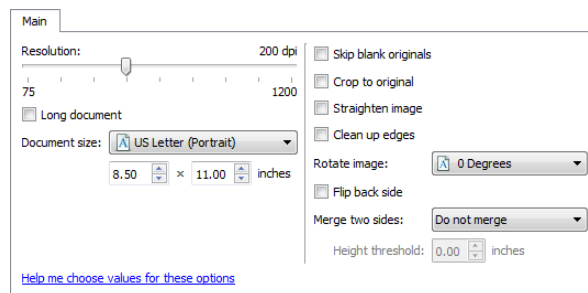 Main
Resolution: 200 dpi
75 1200
Long document
Document size: US Letter (Portrait)
8.50 × 11.00 inches
Skip blank originals
Crop to original
Straighten image
Clean up edges
Rotate image: 0 Degrees
Flip back side
Merge two sides: Do not merge
Height threshold: 0.00 inches
Help me choose values for these options